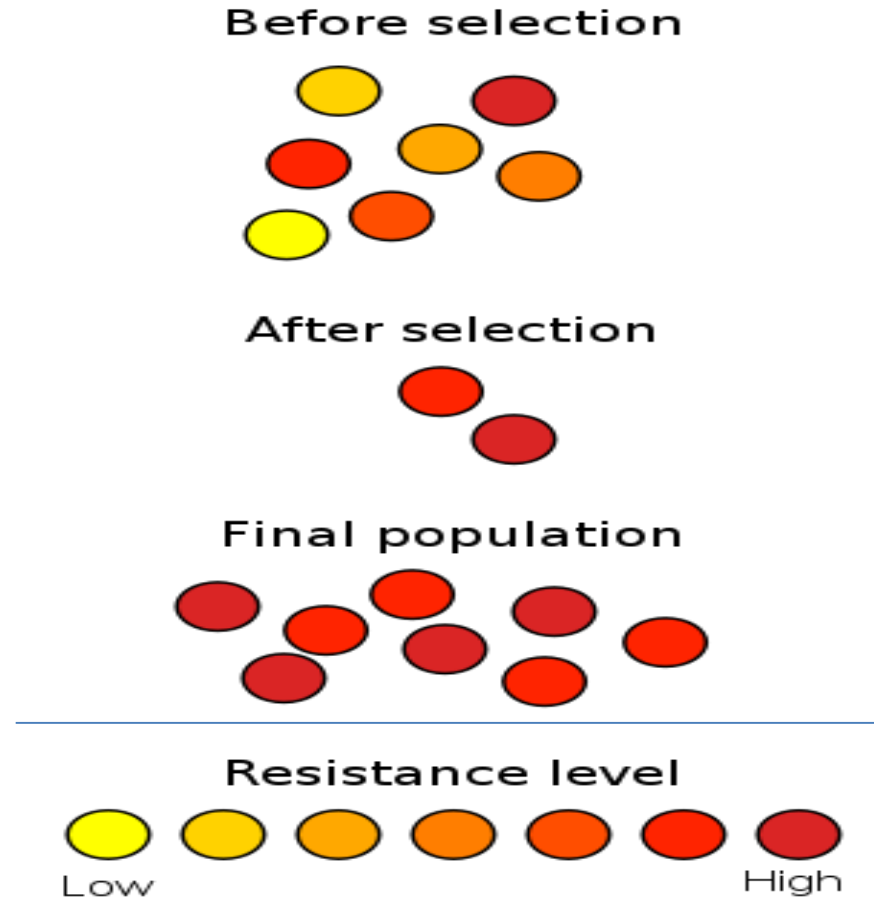 Before selection
After selection
Final population
Resistance level
Low
High